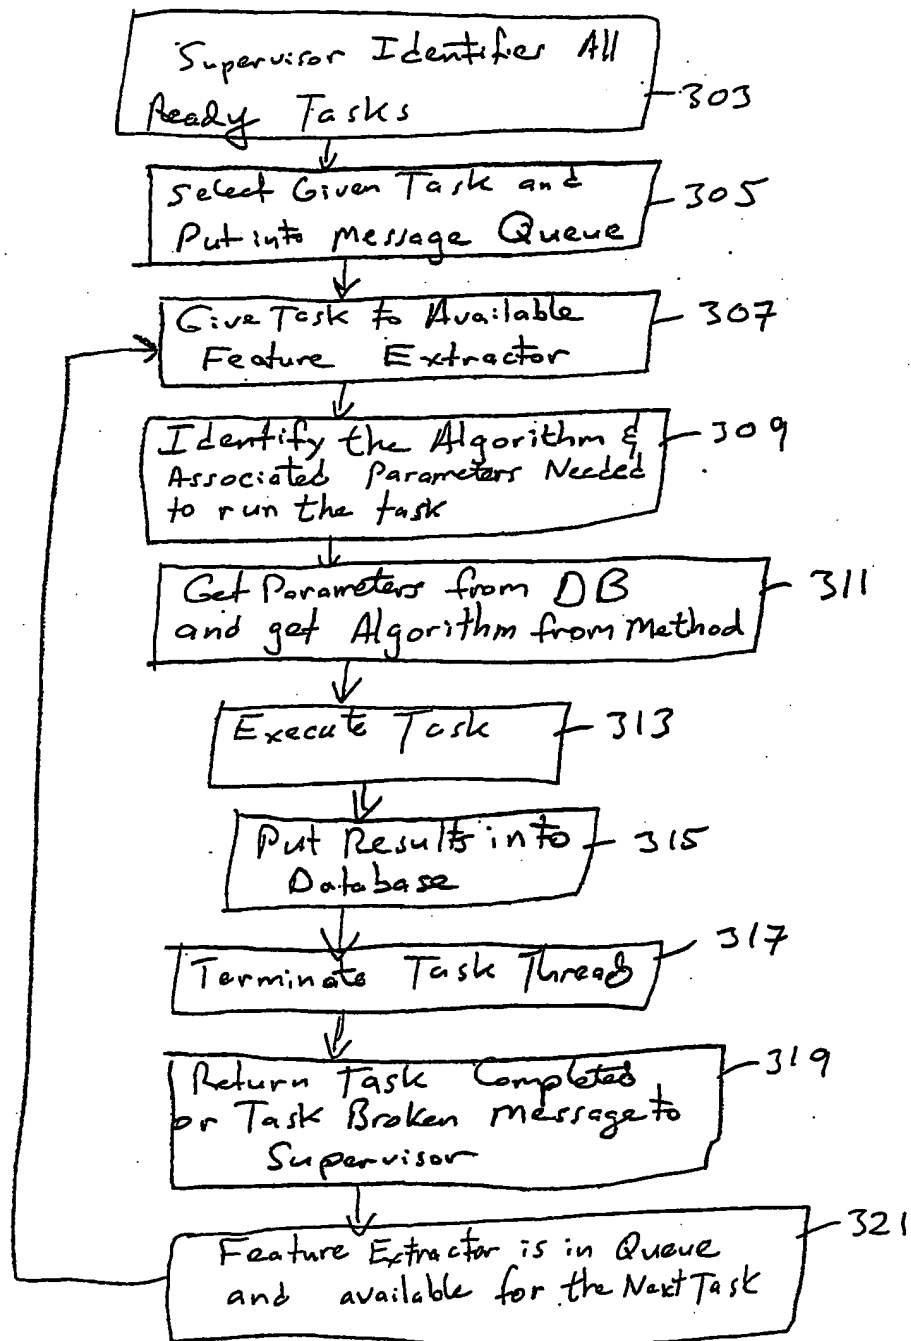 Supervisor Identifies All
Ready Tasks
303
Select Given Task and
Put into Message Queue
305
Give Task to Available
Feature Extractor
307
Identify the Algorithm &
Associated Parameters Needed
to run the task
309
Get Parameters from DB
and get Algorithm from Method
311
Execute Task
313
Put Results into
Database
315
Terminate Task Thread
317
Return Task Completed
or Task Broken Message to
Supervisor
319
Feature Extractor is in Queue
and available for the Next Task
321